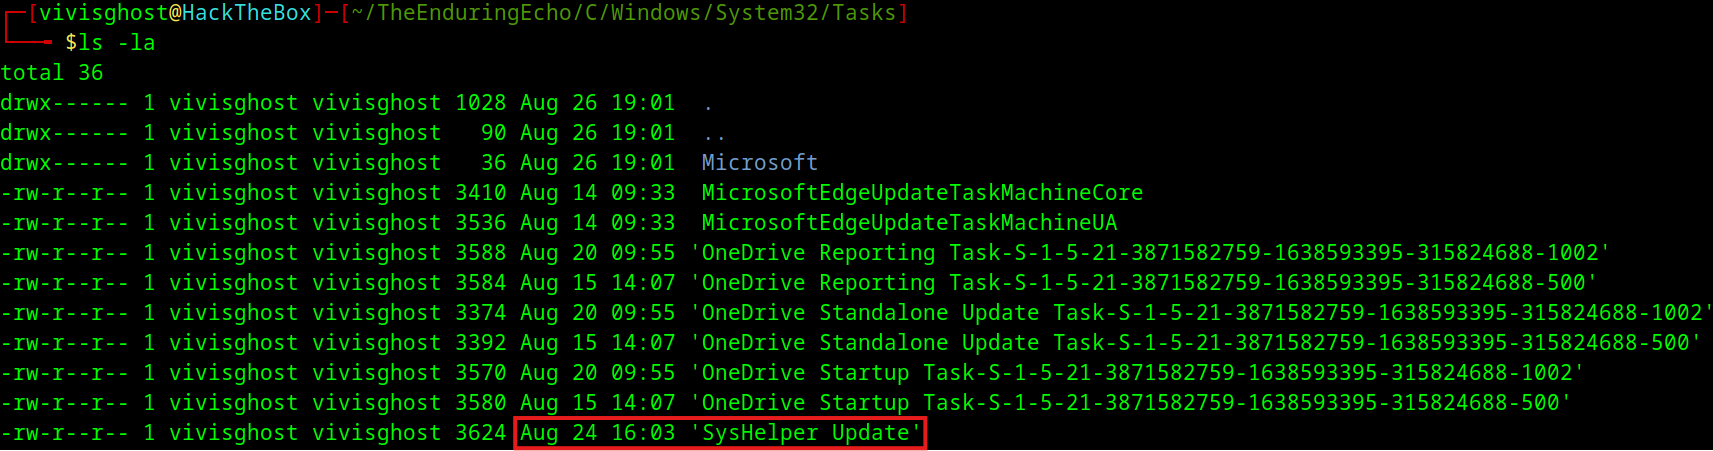 ┌─[vivisghost@HackTheBox]─[~/TheEnduringEcho/C/Windows/System32/Tasks]
└──╼ $ls -la
total 36
drwx------ 1 vivisghost vivisghost 1028 Aug 26 19:01  .
drwx------ 1 vivisghost vivisghost   90 Aug 26 19:01  ..
drwx------ 1 vivisghost vivisghost   36 Aug 26 19:01  Microsoft
-rw-r--r-- 1 vivisghost vivisghost 3410 Aug 14 09:33  MicrosoftEdgeUpdateTaskMachineCore
-rw-r--r-- 1 vivisghost vivisghost 3536 Aug 14 09:33  MicrosoftEdgeUpdateTaskMachineUA
-rw-r--r-- 1 vivisghost vivisghost 3588 Aug 20 09:55 'OneDrive Reporting Task-S-1-5-21-3871582759-1638593395-315824688-1002'
-rw-r--r-- 1 vivisghost vivisghost 3584 Aug 15 14:07 'OneDrive Reporting Task-S-1-5-21-3871582759-1638593395-315824688-500'
-rw-r--r-- 1 vivisghost vivisghost 3374 Aug 20 09:55 'OneDrive Standalone Update Task-S-1-5-21-3871582759-1638593395-315824688-1002'
-rw-r--r-- 1 vivisghost vivisghost 3392 Aug 15 14:07 'OneDrive Standalone Update Task-S-1-5-21-3871582759-1638593395-315824688-500'
-rw-r--r-- 1 vivisghost vivisghost 3570 Aug 20 09:55 'OneDrive Startup Task-S-1-5-21-3871582759-1638593395-315824688-1002'
-rw-r--r-- 1 vivisghost vivisghost 3580 Aug 15 14:07 'OneDrive Startup Task-S-1-5-21-3871582759-1638593395-315824688-500'
-rw-r--r-- 1 vivisghost vivisghost 3624 Aug 24 16:03 'SysHelper Update'